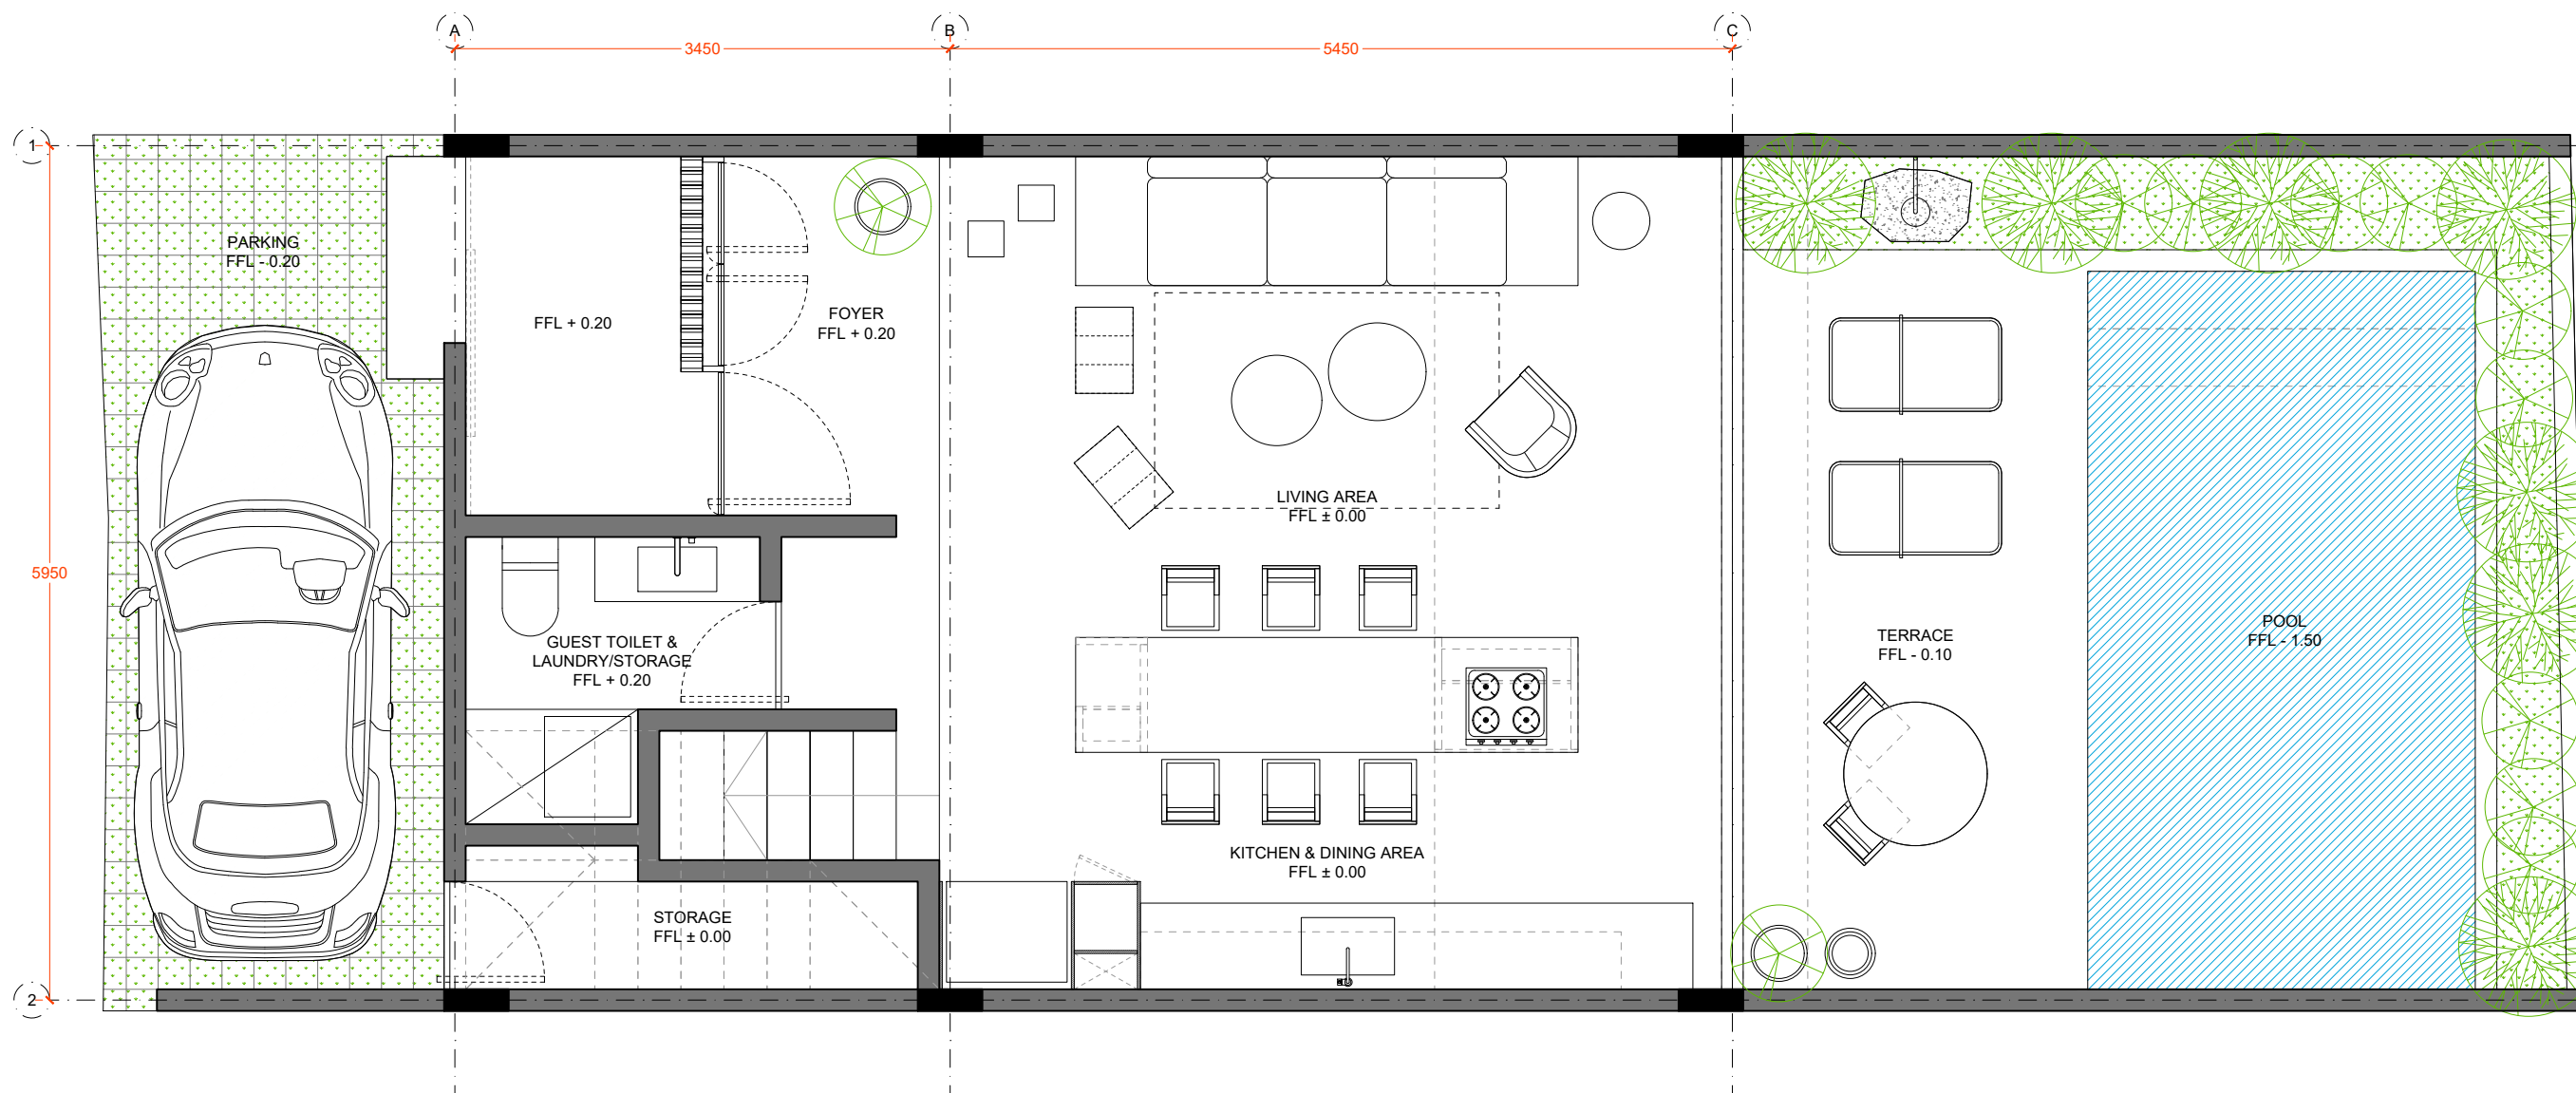 A
B
C
3450
5450
1
PARKING
FFL - 0.20
FFL + 0.20
FOYER
FFL + 0.20
LIVING AREA
FFL ± 0.00
5950
GUEST TOILET &
LAUNDRY/STORAGE
FFL + 0.20
TERRACE
FFL - 0.10
POOL
FFL - 1.50
KITCHEN & DINING AREA
FFL ± 0.00
STORAGE
FFL ± 0.00
2